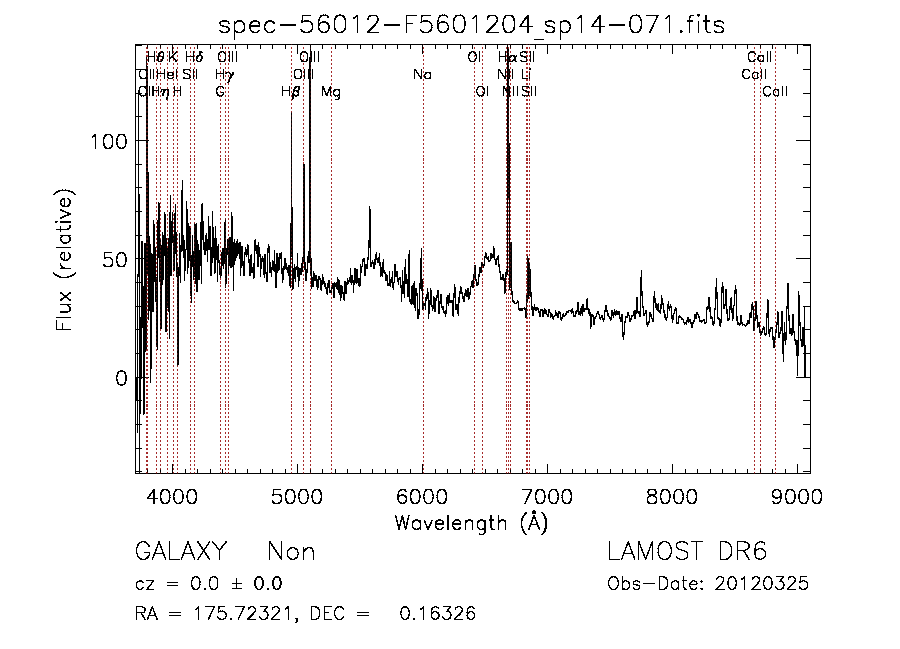 spec-56012-F5601204_sp14-071.fits
Hθ K Hδ OIII OIII OI Hα SII CaII
OII HeI SII Hγ OIII Na NII Li CaII
OII Hη H G Hβ Mg OI NII SII CaII
100
50
0
Flux (relative)
4000 5000 6000 7000 8000 9000
Wavelength (Å)
GALAXY Non LAMOST DR6
cz = 0.0 ± 0.0 Obs-Date: 20120325
RA = 175.72321, DEC = 0.16326